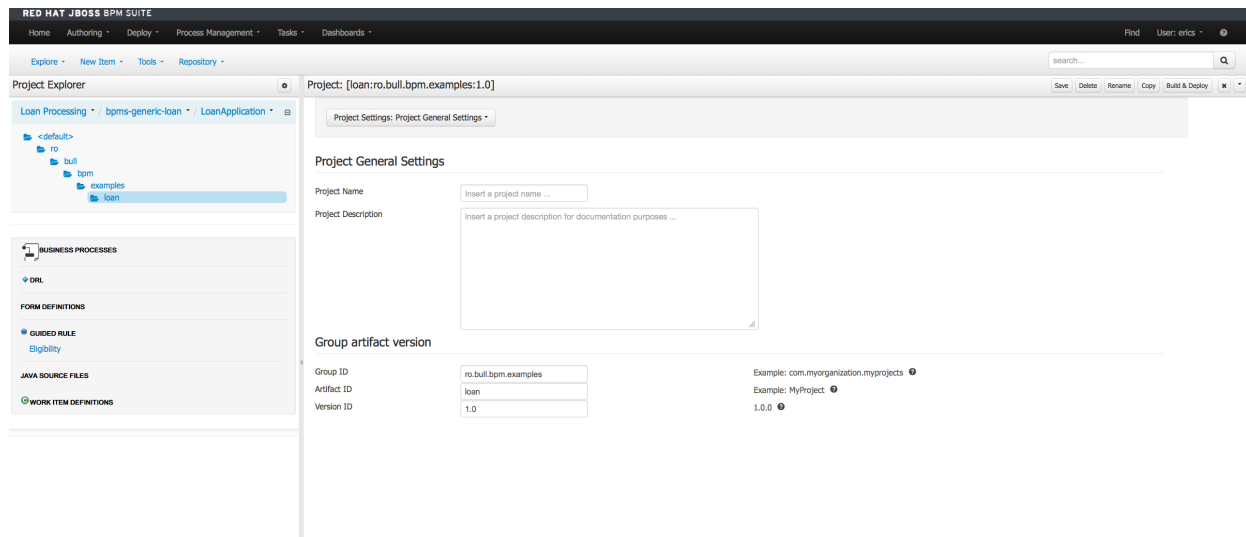 RED HAT JBOSS BPM SUITE
Home Authoring Deploy Process Management Tasks Dashboards Find User: erics
Explore New Item Tools Repository search...
Project Explorer Project: [loan:ro.bull.bpm.examples:1.0] Save Delete Rename Copy Build & Deploy
Loan Processing / bpms-generic-loan / LoanApplication
Project Settings: Project General Settings
<default>
ro
bull
bpm
examples
loan
Project General Settings
Project Name Insert a project name ...
Project Description Insert a project description for documentation purposes ...
BUSINESS PROCESSES
DRL
FORM DEFINITIONS
GUIDED RULE
Eligibility
JAVA SOURCE FILES
WORK ITEM DEFINITIONS
Group artifact version
Group ID ro.bull.bpm.examples Example: com.myorganization.myprojects
Artifact ID loan Example: MyProject
Version ID 1.0 1.0.0